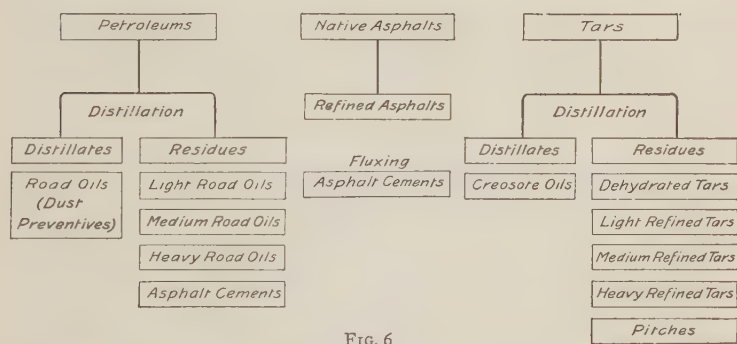 Petroleums
Native Asphalts
Tars
Refined Asphalts
Distillation
Distillation
Distillates
Residues
Distillates
Residues
Road Oils
(Dust
Preventives)
Light Road Oils
Medium Road Oils
Heavy Road Oils
Asphalt Cements
Fluxing
Asphalt Cements
Creosote Oils
Dehydrated Tars
Light Refined Tars
Medium Refined Tars
Heavy Refined Tars
Pitches
FIG. 6